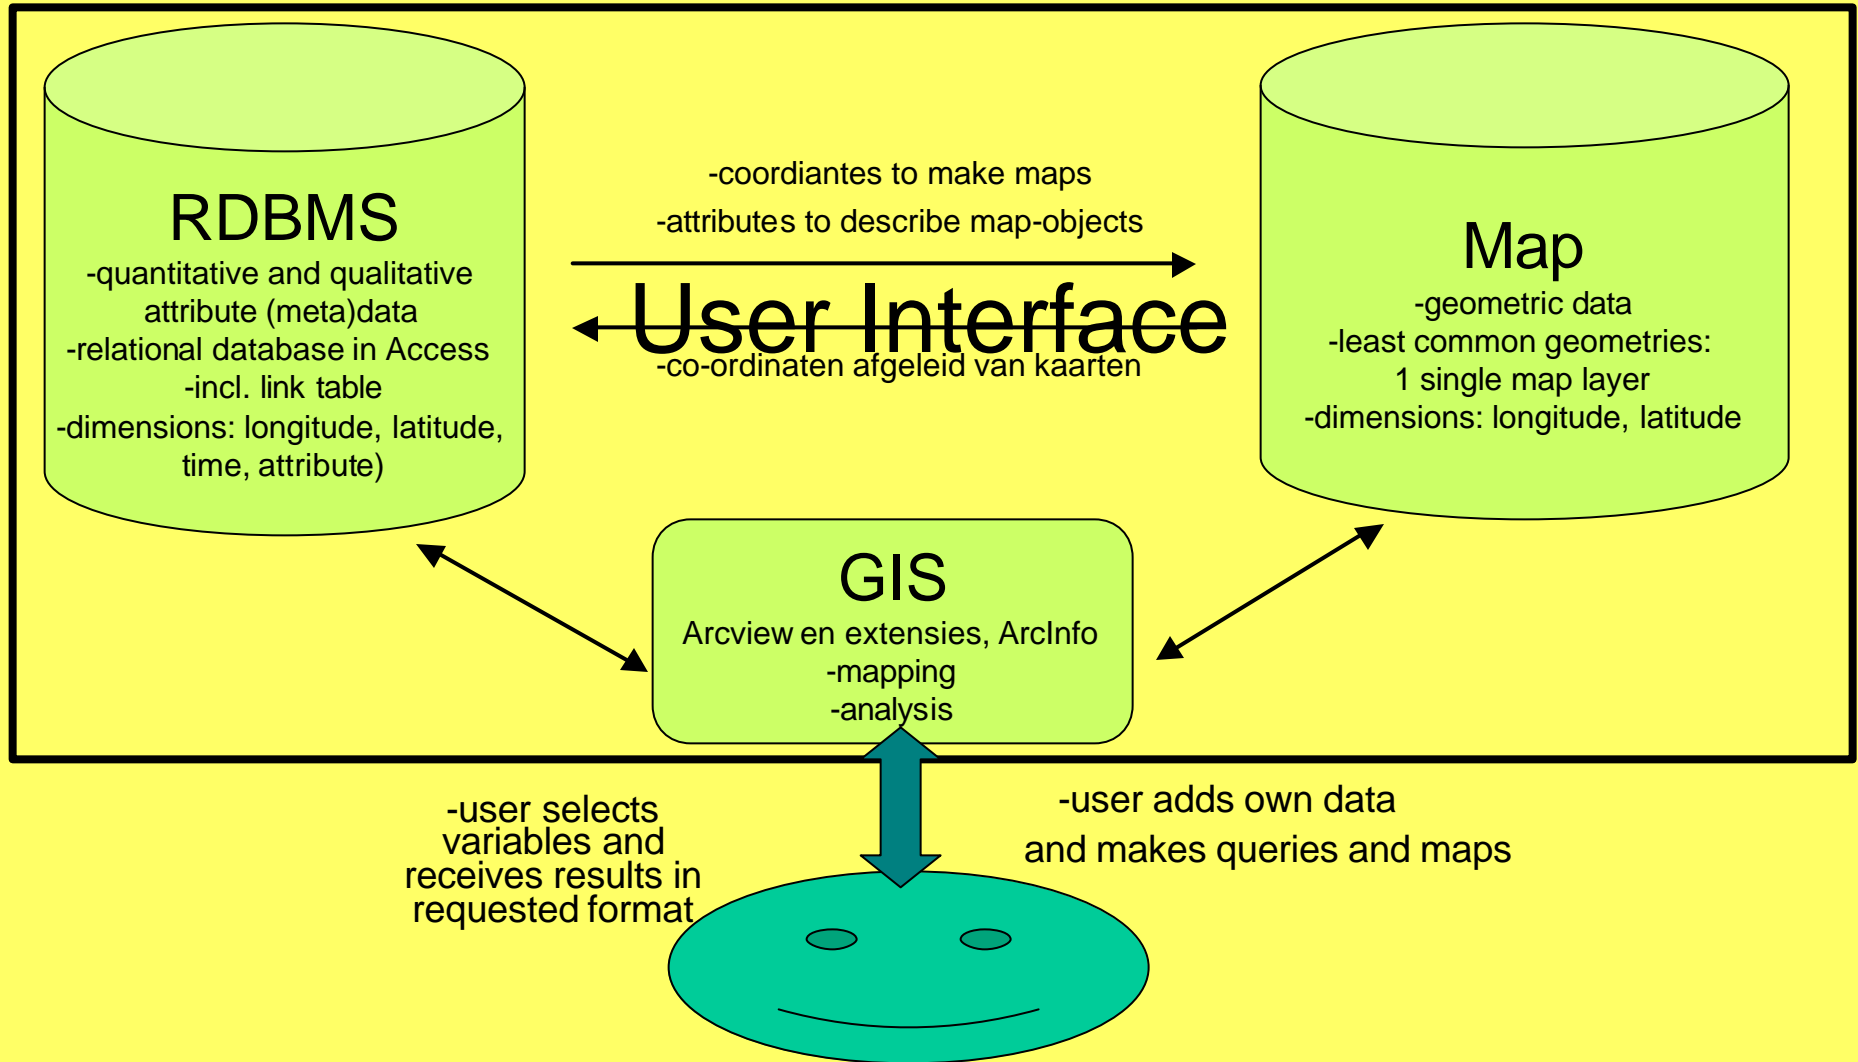 RDBMS
-quantitative and qualitative
attribute (meta)data
-relational database in Access
-incl. link table
-dimensions: longitude, latitude,
time, attribute)
-coordiantes to make maps
-attributes to describe map-objects
User Interface
-co-ordinaten afgeleid van kaarten
Map
-geometric data
-least common geometries:
1 single map layer
-dimensions: longitude, latitude
GIS
Arcview en extensies, ArcInfo
-mapping
-analysis
-user selects
variables and
receives results in
requested format
-user adds own data
and makes queries and maps